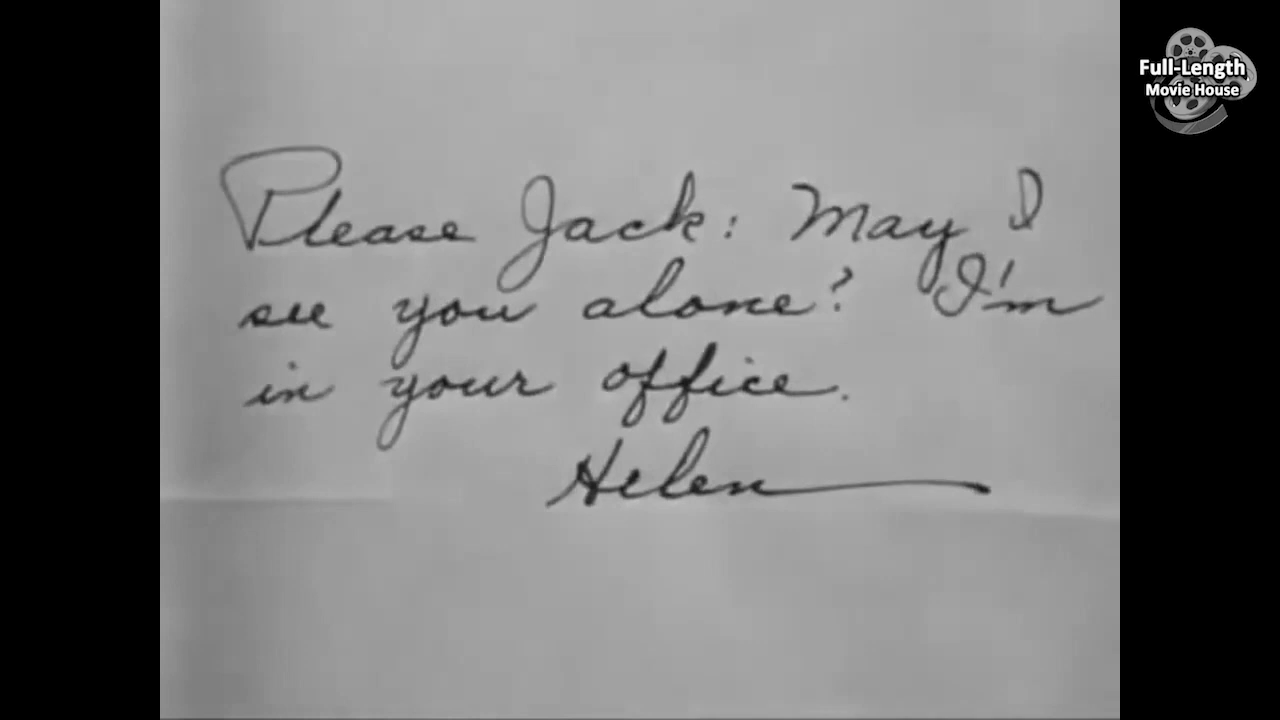 Full-Length
Movie House
Please Jack: May I
see you alone? I'm
in your office.
Helen